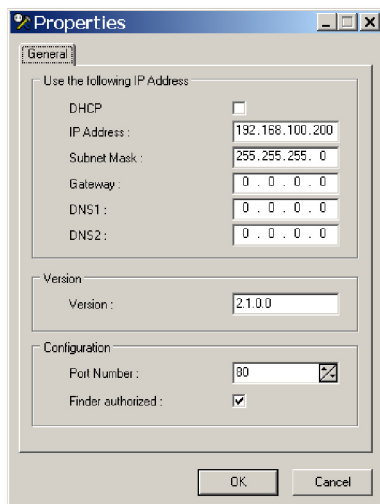 Properties
General
Use the following IP Address
DHCP
IP Address : 192.168.100.200
Subnet Mask : 255.255.255. 0
Gateway : 0 . 0 . 0 . 0
DNS1 : 0 . 0 . 0 . 0
DNS2 : 0 . 0 . 0 . 0
Version
Version : 2.1.0.0
Configuration
Port Number : 80
Finder authorized :
OK Cancel